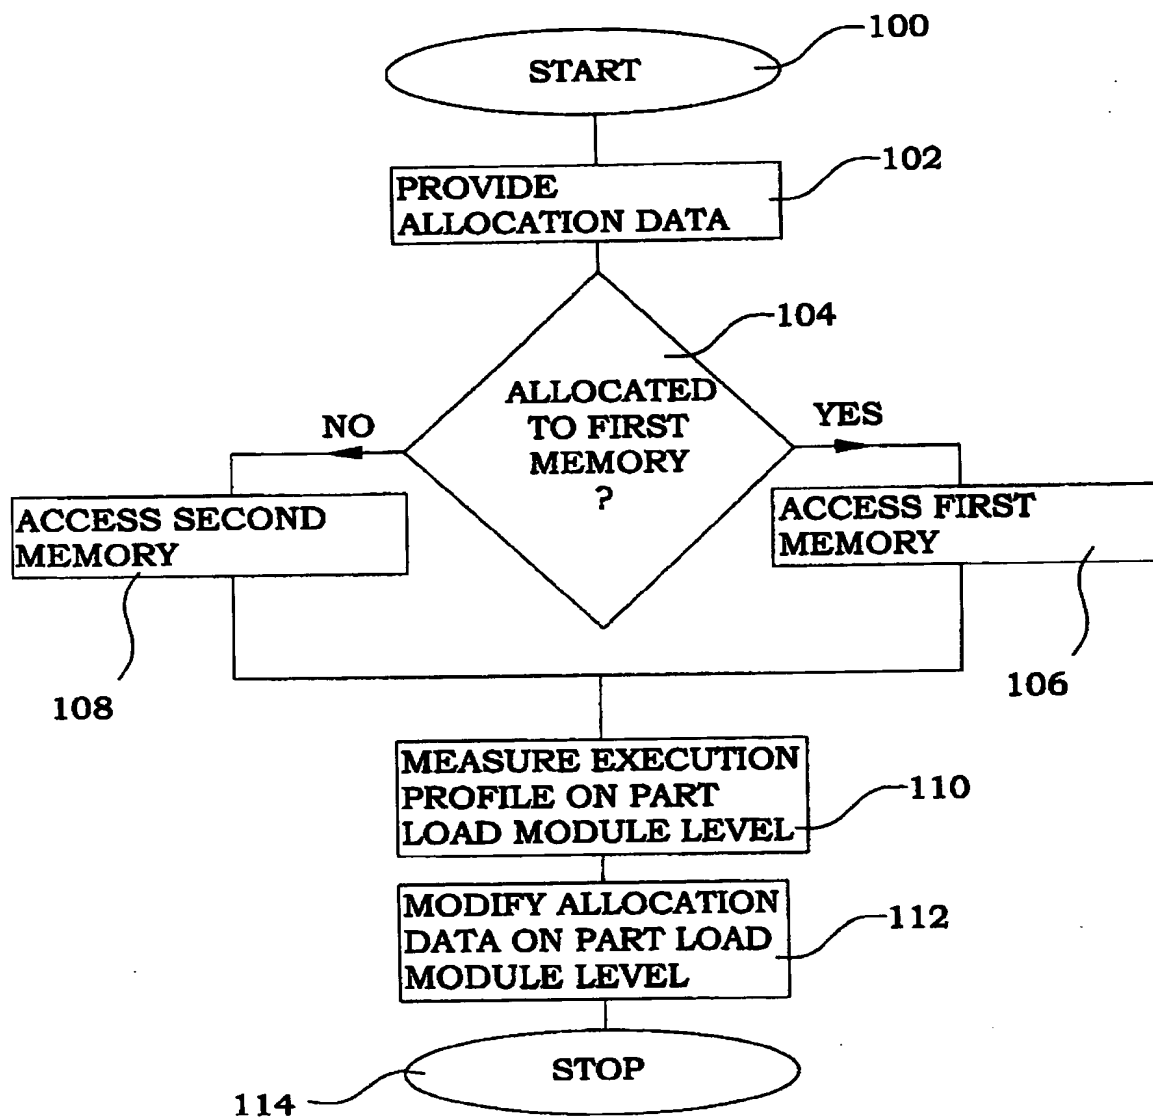 START
100
PROVIDE
ALLOCATION DATA
102
104
ALLOCATED
TO FIRST
MEMORY
?
NO
YES
ACCESS SECOND
MEMORY
ACCESS FIRST
MEMORY
108
106
MEASURE EXECUTION
PROFILE ON PART
LOAD MODULE LEVEL
110
MODIFY ALLOCATION
DATA ON PART LOAD
MODULE LEVEL
112
STOP
114